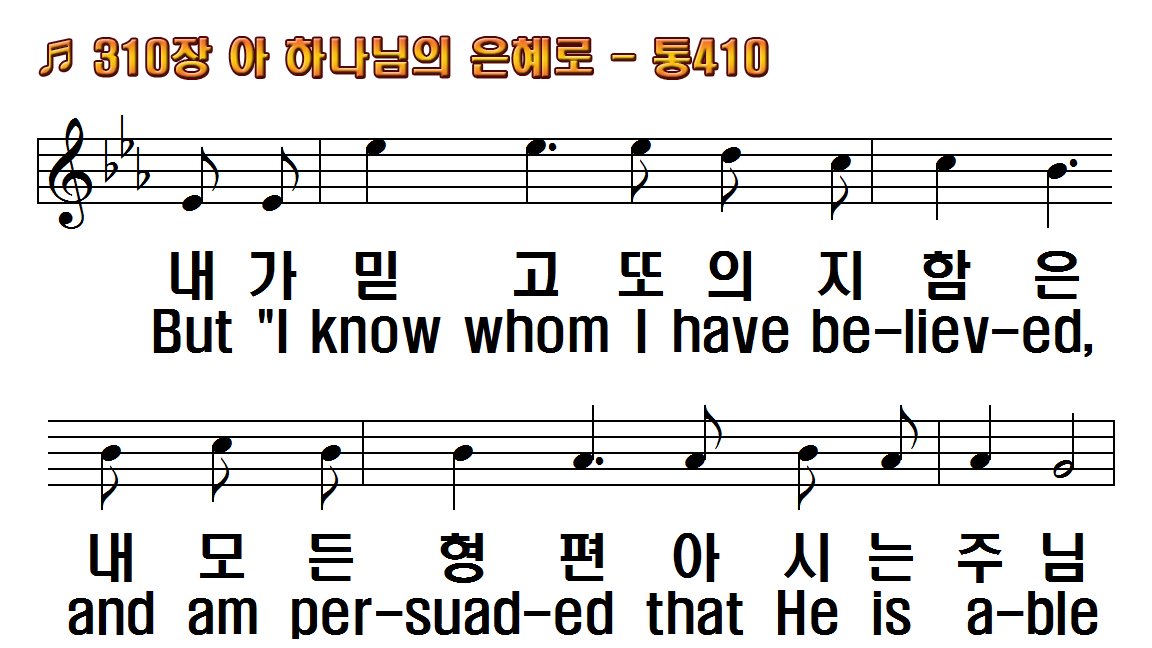 ♬ 310장 아 하나님의 은혜로 - 통410
내 가 믿 고 또 의 지 함 은
But "I know whom I have be-liev-ed,
내 모 든 형 편 아 시 는 주 님
and am per-suad-ed that He is a-ble